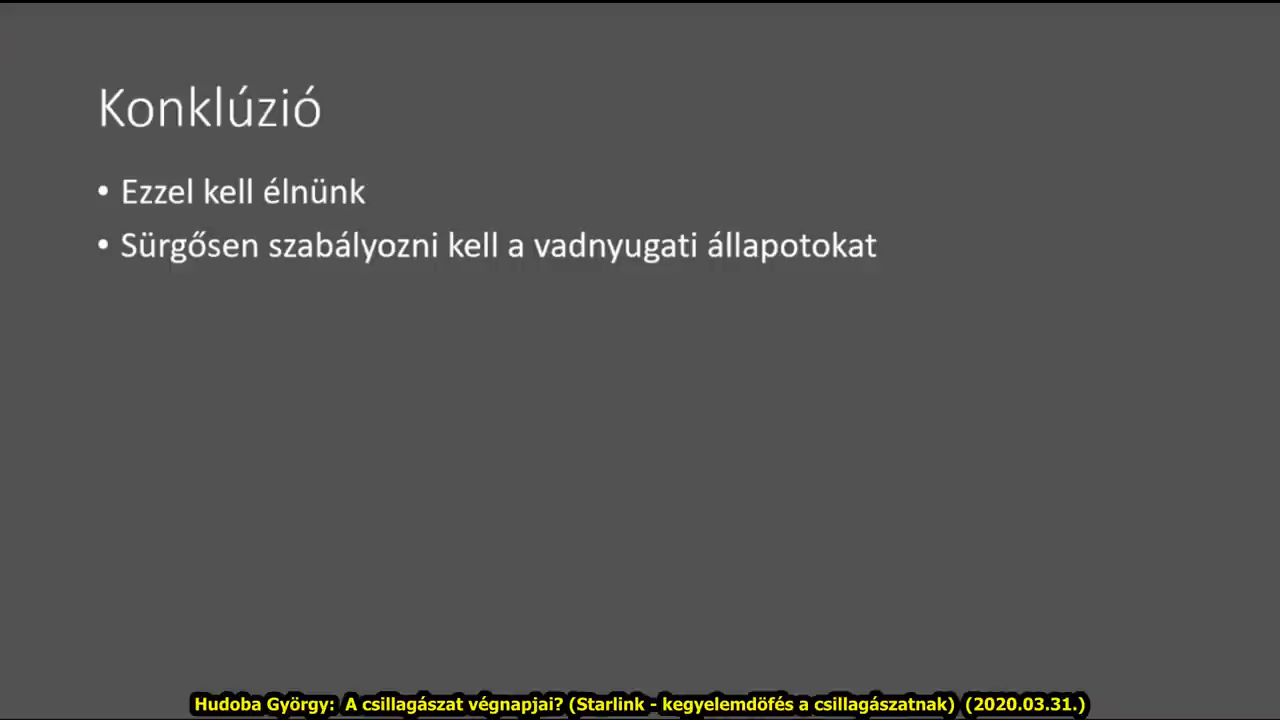 Konklúzió
• Ezzel kell élnünk
• Sürgősen szabályozni kell a vadnyugati állapotokat
Hudoba György: A csillagászat végnapjai? (Starlink - kegyelemdöfés a csillagászatnak) (2020.03.31.)